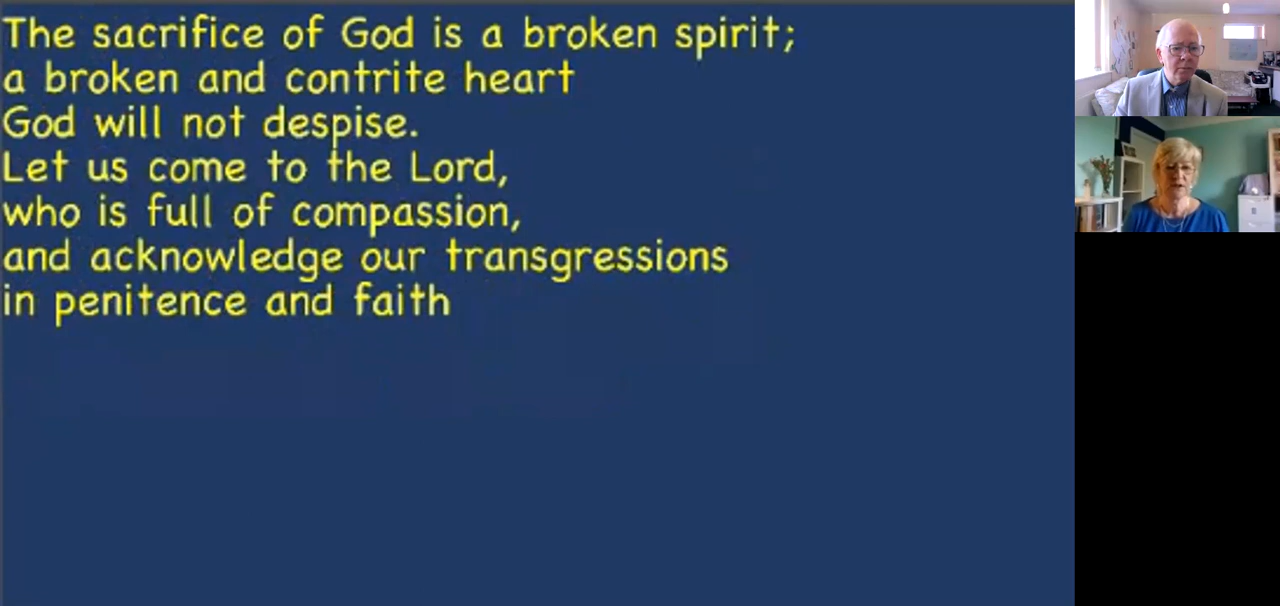 The sacrifice of God is a broken spirit;
a broken and contrite heart
God will not despise.
Let us come to the Lord,
who is full of compassion,
and acknowledge our transgressions
in penitence and faith